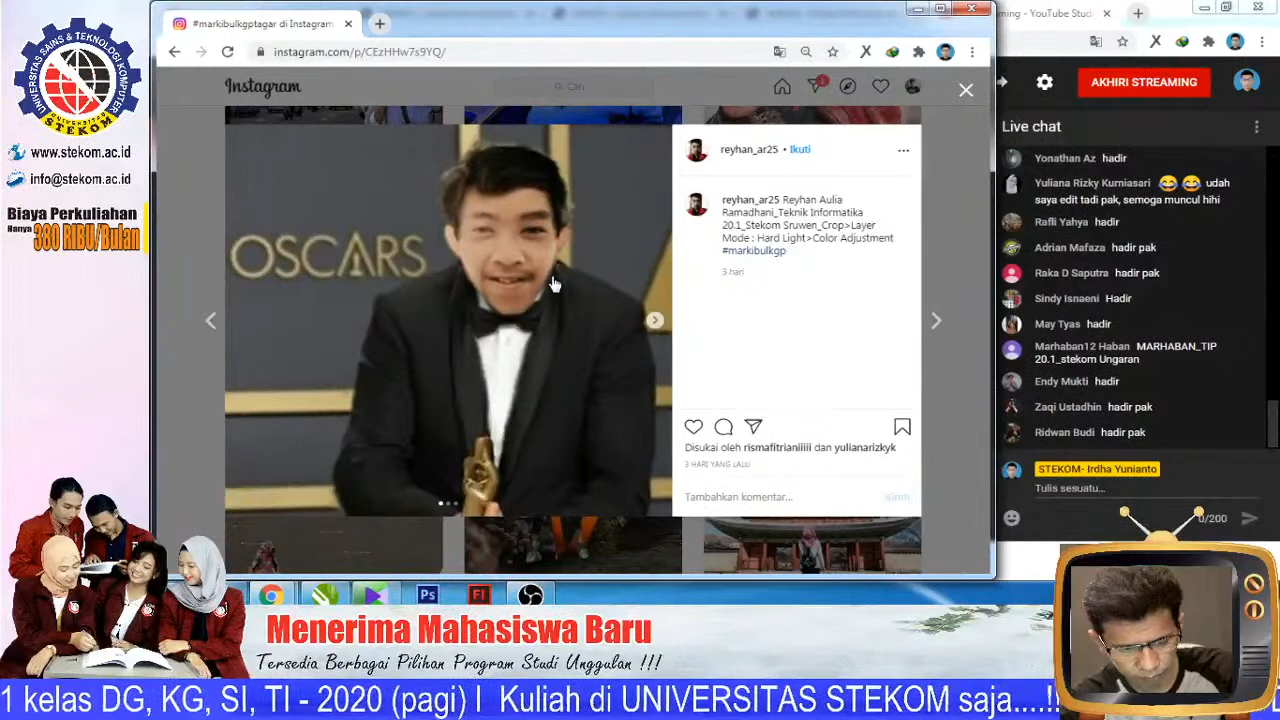 #markibulkgptagar di Instagram
ming - YouTube Stud
instagram.com/p/CEzHHw7s9YQ/
UNIVERSITAS SAINS & TEKNOLOGI KOMPUTER
UNIVERSITAS
STEKOM
www.stekom.ac.id
info@stekom.ac.id
Biaya Perkuliahan
Hanya 380 RIBU/Bulan
Instagram
Cari
OSCARS
reyhan_ar25 • Ikuti
reyhan_ar25 Reyhan Aulia
Ramadhani_Teknik Informatika
20.1_Stekom Sruwen_Crop>Layer
Mode : Hard Light>Color Adjustment
#markibulkgp
3 hari
Disukai oleh rismafitrianiiiii dan yulianarizkyk
3 HARI YANG LALU
Tambahkan komentar...
Kirim
AKHIRI STREAMING
Live chat
Yonathan Az hadir
Yuliana Rizky Kurniasari 😂 😂 udah
saya edit tadi pak, semoga muncul hihi
Rafli Yahya hadir
Adrian Mafaza hadir pak
Raka D Saputra hadir pak
Sindy Isnaeni Hadir
May Tyas hadir
Marhaban12 Haban MARHABAN_TIP
20.1_stekom Ungaran
Endy Mukti hadir
Zaqi Ustadhin hadir pak
Ridwan Budi hadir pak
STEKOM- Irdha Yunianto
Tulis sesuatu...
0/200
Ps
Fl
Menerima Mahasiswa Baru
Tersedia Berbagai Pilihan Program Studi Unggulan !!!
1 kelas DG, KG, SI, TI - 2020 (pagi) I Kuliah di UNIVERSITAS STEKOM saja....!!